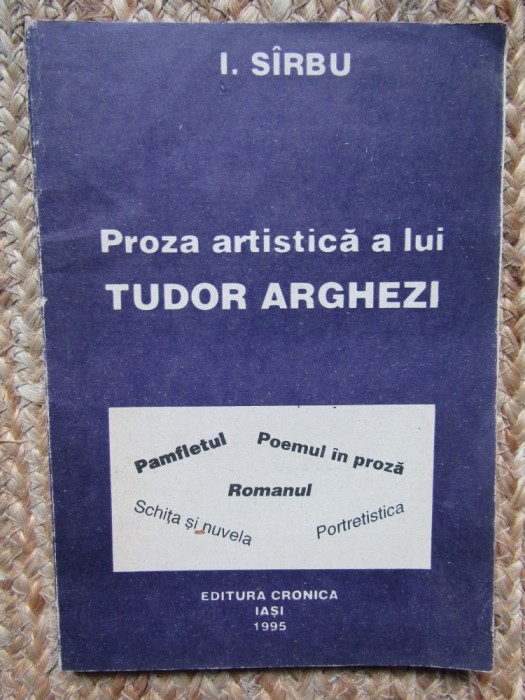 I. SÎRBU
Proza artistică a lui
TUDOR ARGHEZI
Pamfletul
Poemul în proză
Romanul
Schița și nuvela
Portretistica
EDITURA CRONICA
IAȘI
1995